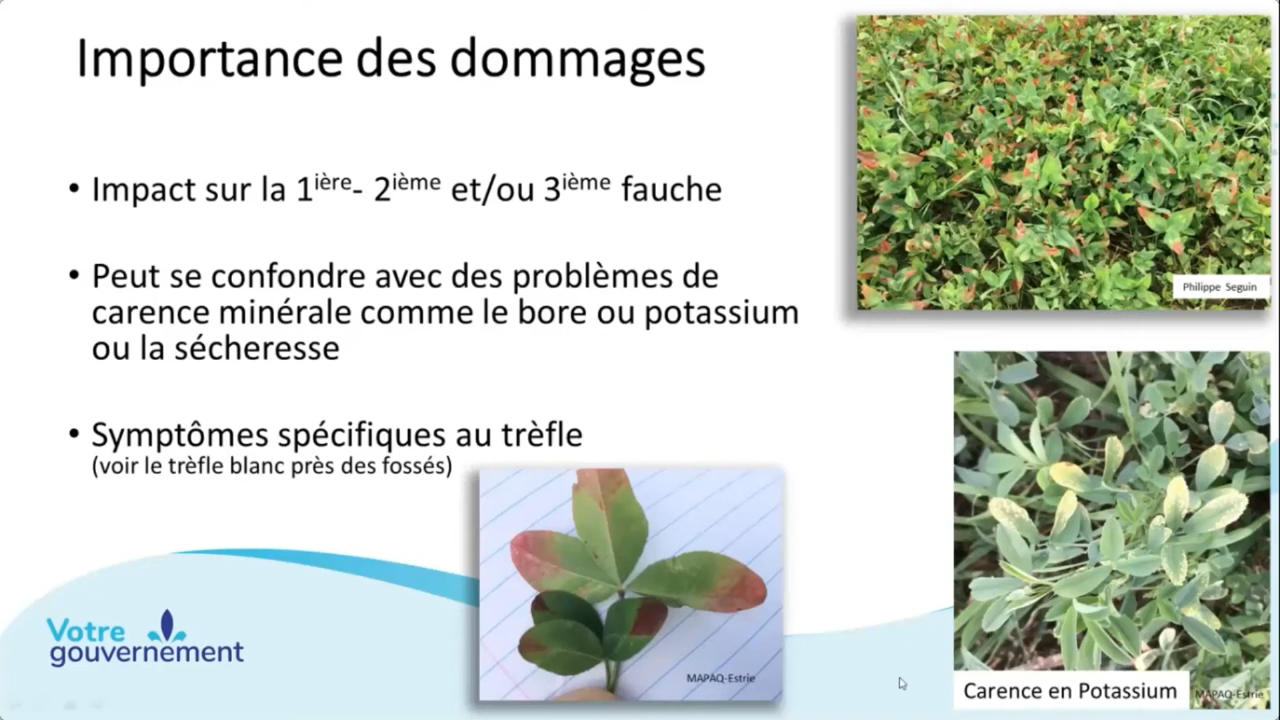 Importance des dommages
• Impact sur la 1ière- 2ième et/ou 3ième fauche
• Peut se confondre avec des problèmes de
carence minérale comme le bore ou potassium
ou la sécheresse
• Symptômes spécifiques au trèfle
(voir le trèfle blanc près des fossés)
Philippe Seguin
MAPAQ-Estrie
Carence en Potassium
MAPAQ-Estrie
Votre
gouvernement